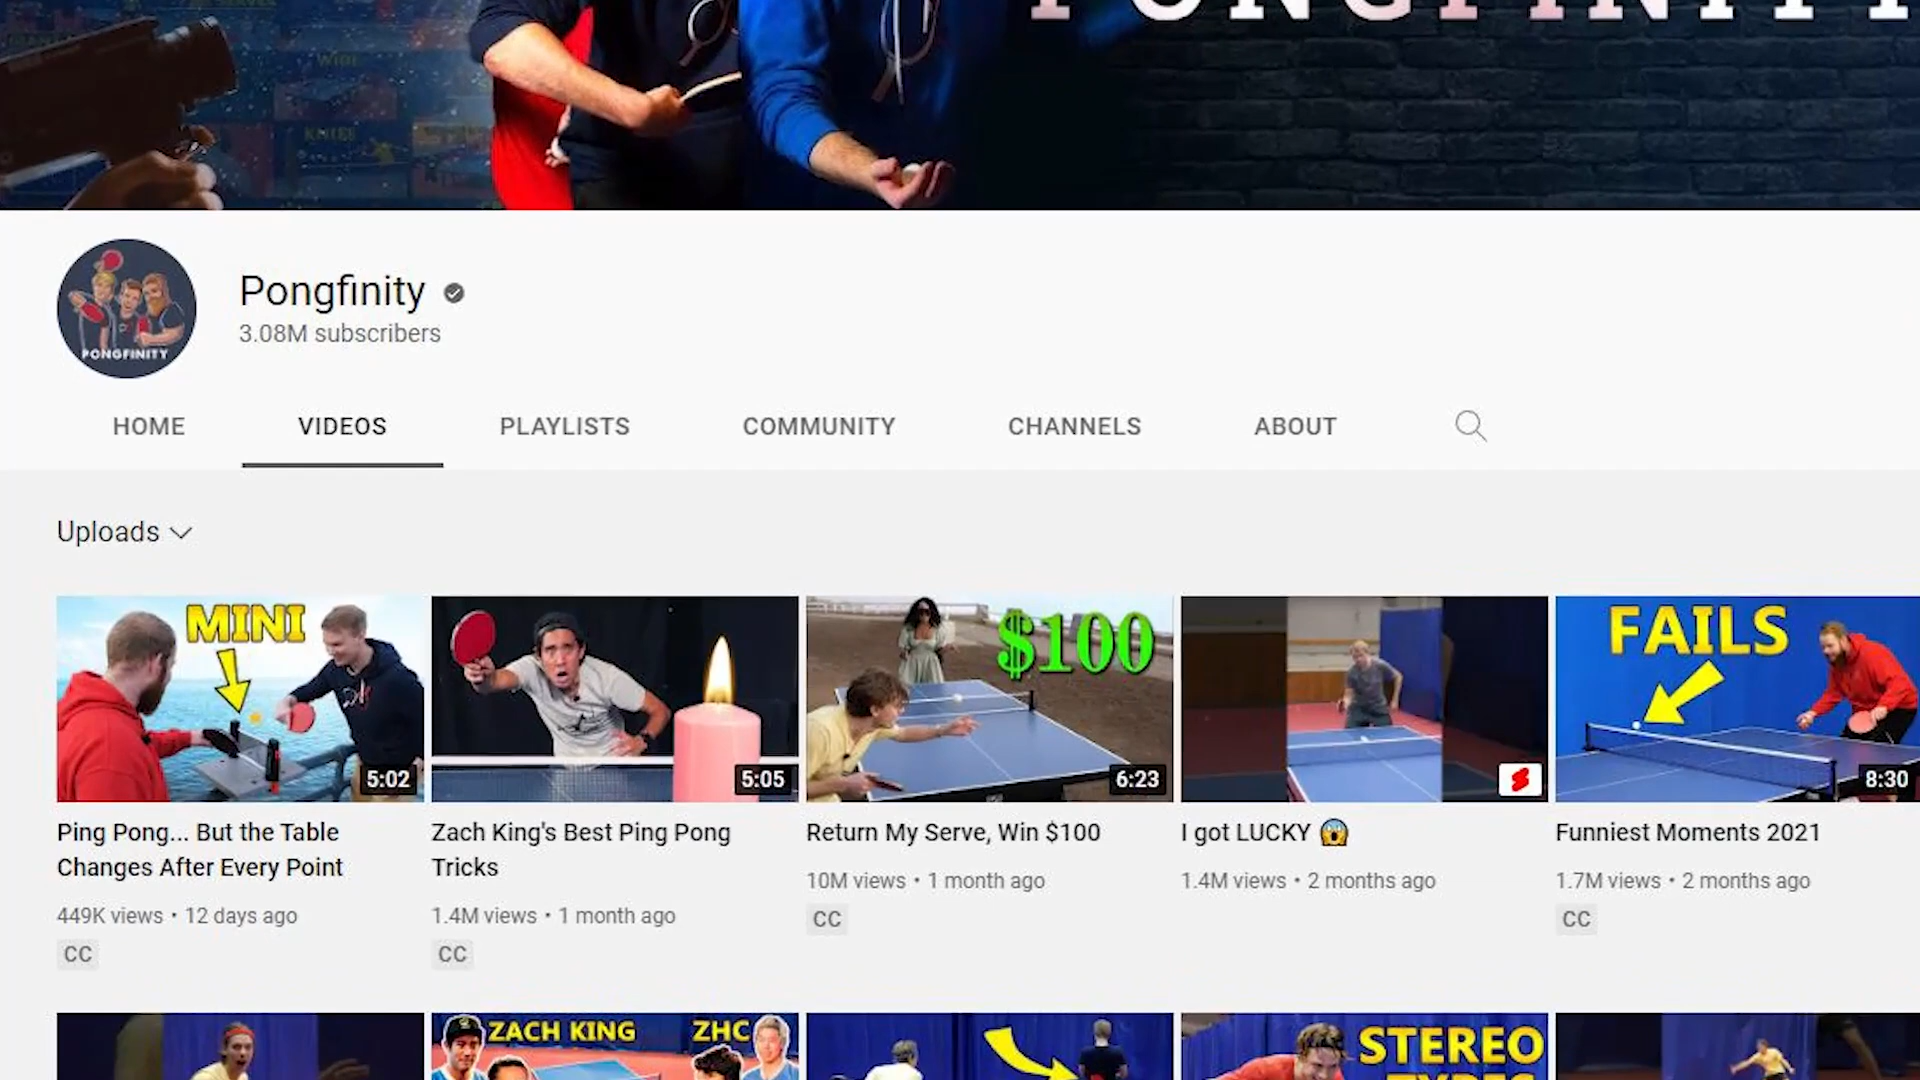 PONGFINITY
Pongfinity
3.08M subscribers
PONGFINITY
HOME VIDEOS PLAYLISTS COMMUNITY CHANNELS ABOUT
Uploads
MINI
5:02
5:05
$100
6:23
FAILS
8:30
Ping Pong... But the Table
Changes After Every Point
449K views • 12 days ago
CC
Zach King's Best Ping Pong
Tricks
1.4M views • 1 month ago
CC
Return My Serve, Win $100
10M views • 1 month ago
CC
I got LUCKY 😱
1.4M views • 2 months ago
Funniest Moments 2021
1.7M views • 2 months ago
CC
ZACH KING ZHC
STEREO
TYPES